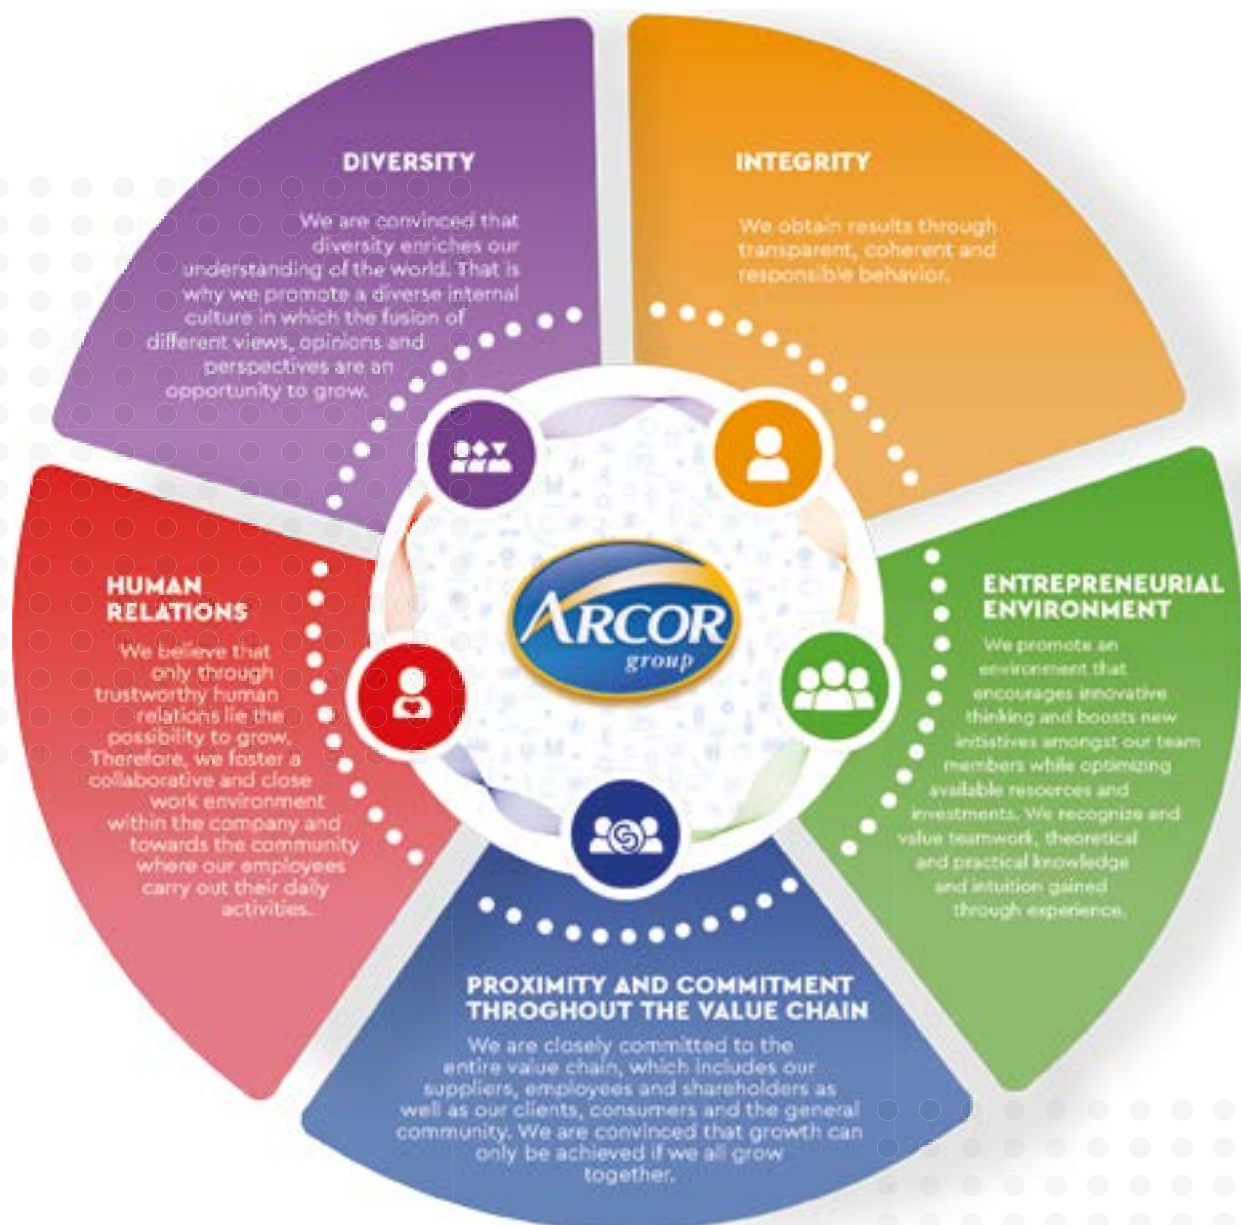 DIVERSITY
We are convinced that
diversity enriches our
understanding of the world. That is
why we promote a diverse internal
culture in which the fusion of
different views, opinions and
perspectives are an
opportunity to grow.
INTEGRITY
We obtain results through
transparent, coherent and
responsible behavior.
HUMAN
RELATIONS
We believe that
only through
trustworthy human
relations lie the
possibility to grow.
Therefore, we foster a
collaborative and close
work environment
within the company and
towards the community
where our employees
carry out their daily
activities.
ARCOR
group
ENTREPRENEURIAL
ENVIRONMENT
We promote an
environment that
encourages innovative
thinking and boosts new
initiatives amongst our team
members while optimizing
available resources and
investments. We recognize and
value teamwork, theoretical
and practical knowledge
and intuition gained
through experience.
PROXIMITY AND COMMITMENT
THROGHOUT THE VALUE CHAIN
We are closely committed to the
entire value chain, which includes our
suppliers, employees and shareholders as
well as our clients, consumers and the general
community. We are convinced that growth can
only be achieved if we all grow
together.